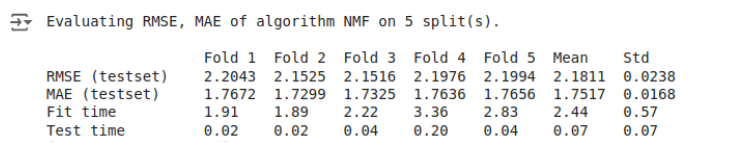 Evaluating RMSE, MAE of algorithm NMF on 5 split(s).
Fold 1 Fold 2 Fold 3 Fold 4 Fold 5 Mean Std
RMSE (testset) 2.2043 2.1525 2.1516 2.1976 2.1994 2.1811 0.0238
MAE (testset) 1.7672 1.7299 1.7325 1.7636 1.7656 1.7517 0.0168
Fit time 1.91 1.89 2.22 3.36 2.83 2.44 0.57
Test time 0.02 0.02 0.04 0.20 0.04 0.07 0.07